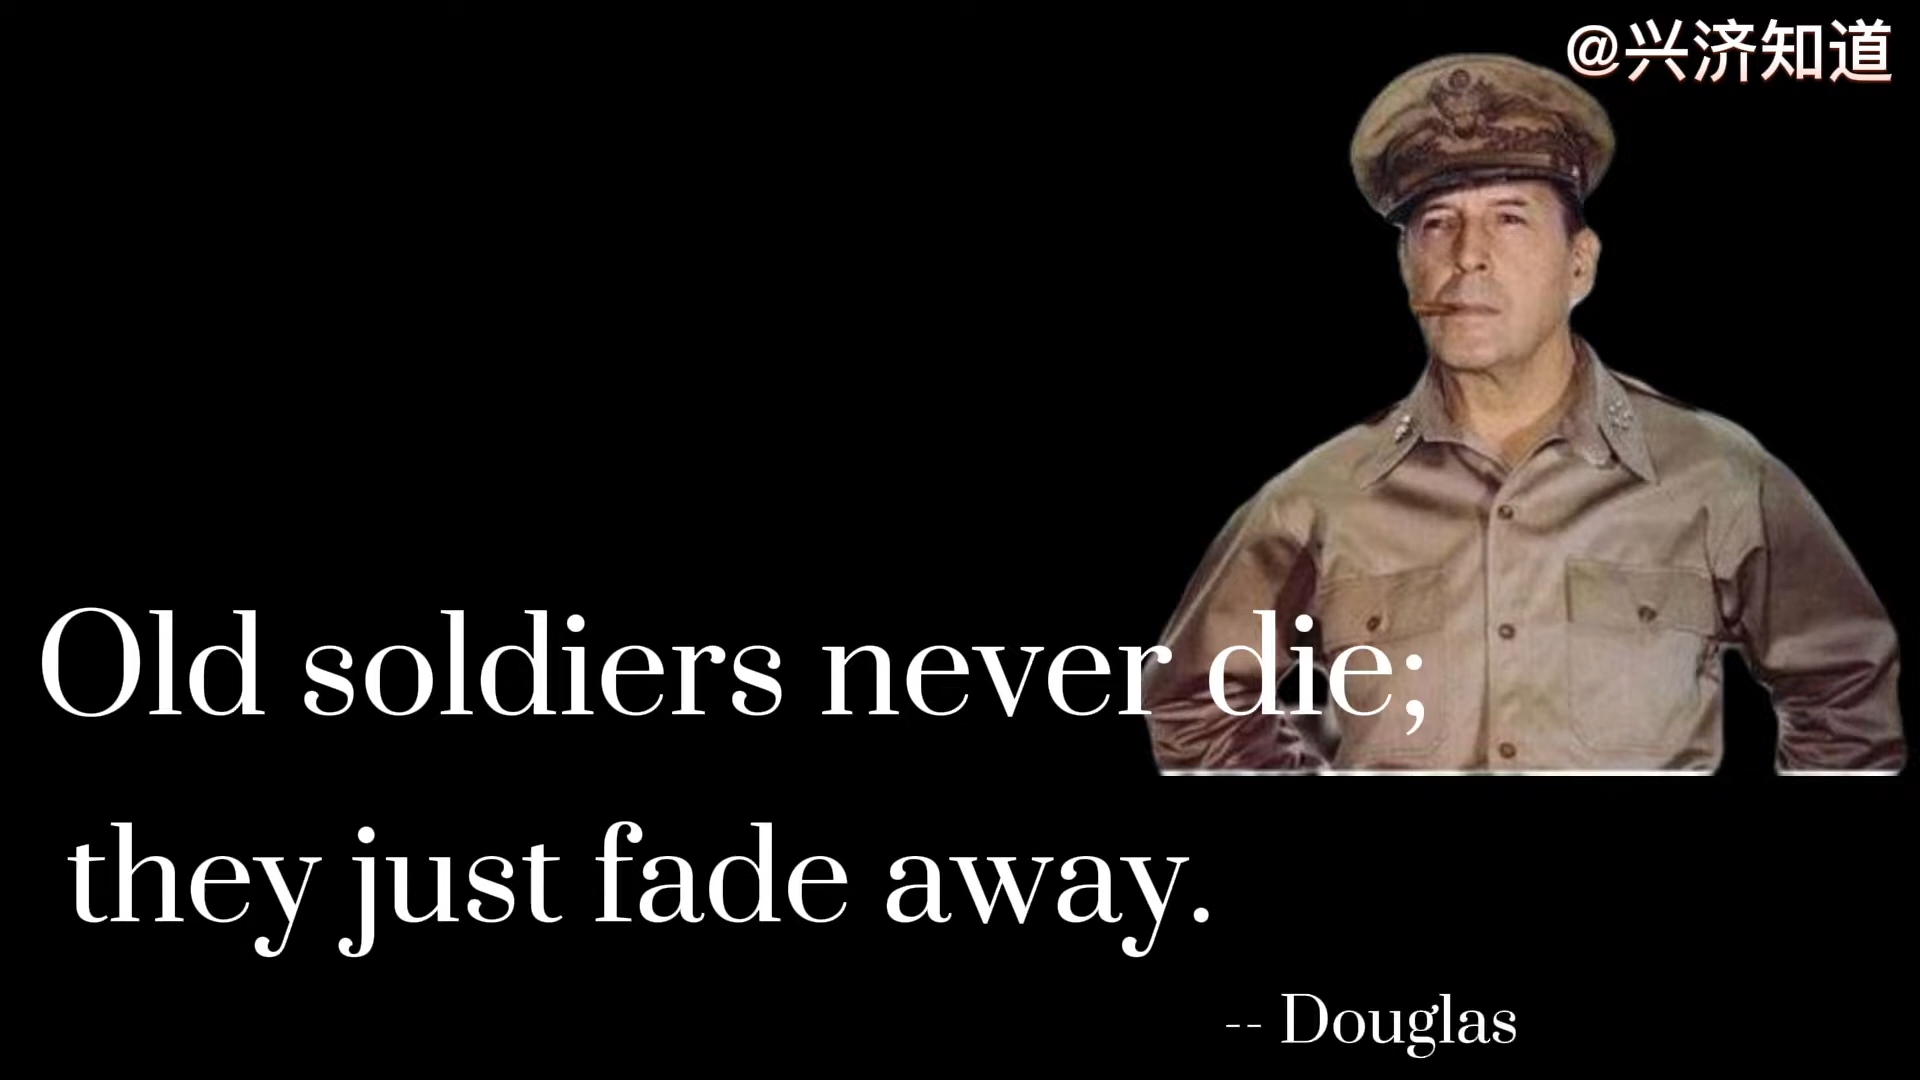 @兴济知道
Old soldiers never die;
they just fade away.
-- Douglas